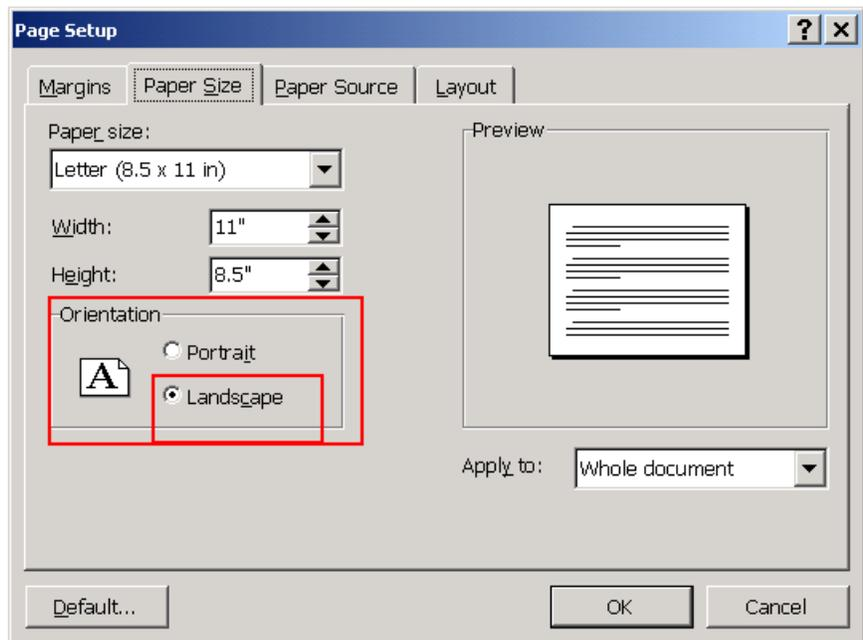 Page Setup
Margins
Paper Size
Paper Source
Layout
Paper size:
Letter (8.5 x 11 in)
Width:
11"
Height:
8.5"
Orientation
A
Portrait
Landscape
Preview
Apply to:
Whole document
Default...
OK
Cancel